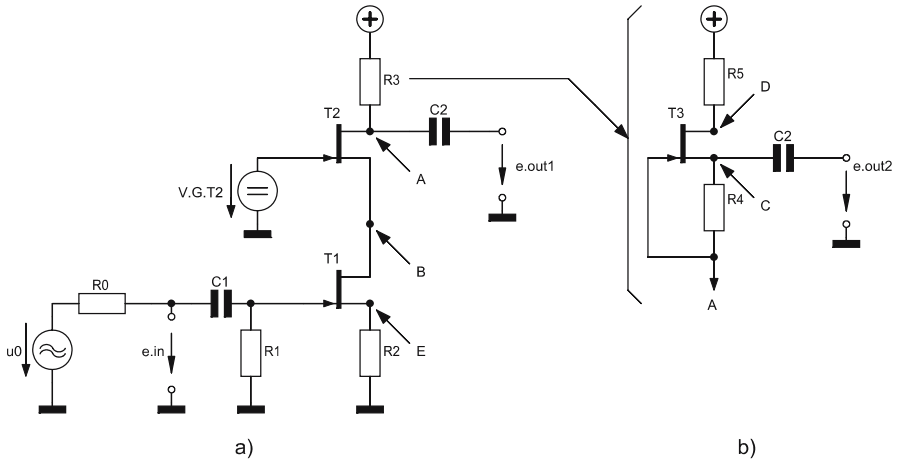 R3
R5
D
T2
C2
T3
C2
A
e.out1
e.out2
V.G.T2
R4
C
B
T1
R0
C1
A
u0
e.in
R1
R2
E
a)
b)